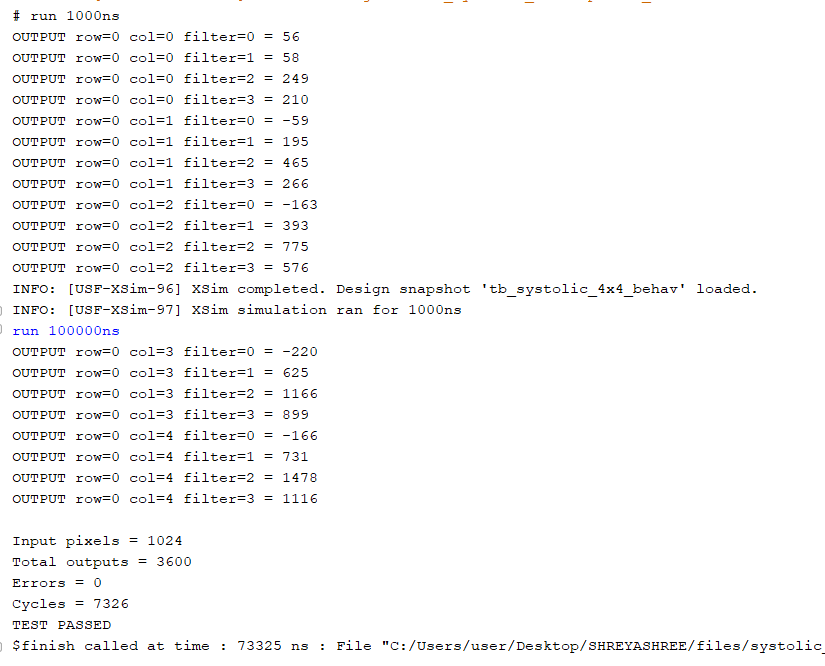 # run 1000ns
OUTPUT row=0 col=0 filter=0 = 56
OUTPUT row=0 col=0 filter=1 = 58
OUTPUT row=0 col=0 filter=2 = 249
OUTPUT row=0 col=0 filter=3 = 210
OUTPUT row=0 col=1 filter=0 = -59
OUTPUT row=0 col=1 filter=1 = 195
OUTPUT row=0 col=1 filter=2 = 465
OUTPUT row=0 col=1 filter=3 = 266
OUTPUT row=0 col=2 filter=0 = -163
OUTPUT row=0 col=2 filter=1 = 393
OUTPUT row=0 col=2 filter=2 = 775
OUTPUT row=0 col=2 filter=3 = 576
INFO: [USF-XSim-96] XSim completed. Design snapshot 'tb_systolic_4x4_behav' loaded.
INFO: [USF-XSim-97] XSim simulation ran for 1000ns
run 100000ns
OUTPUT row=0 col=3 filter=0 = -220
OUTPUT row=0 col=3 filter=1 = 625
OUTPUT row=0 col=3 filter=2 = 1166
OUTPUT row=0 col=3 filter=3 = 899
OUTPUT row=0 col=4 filter=0 = -166
OUTPUT row=0 col=4 filter=1 = 731
OUTPUT row=0 col=4 filter=2 = 1478
OUTPUT row=0 col=4 filter=3 = 1116
Input pixels = 1024
Total outputs = 3600
Errors = 0
Cycles = 7326
TEST PASSED
$finish called at time : 73325 ns : File "C:/Users/user/Desktop/SHREYASHREE/files/systolic_